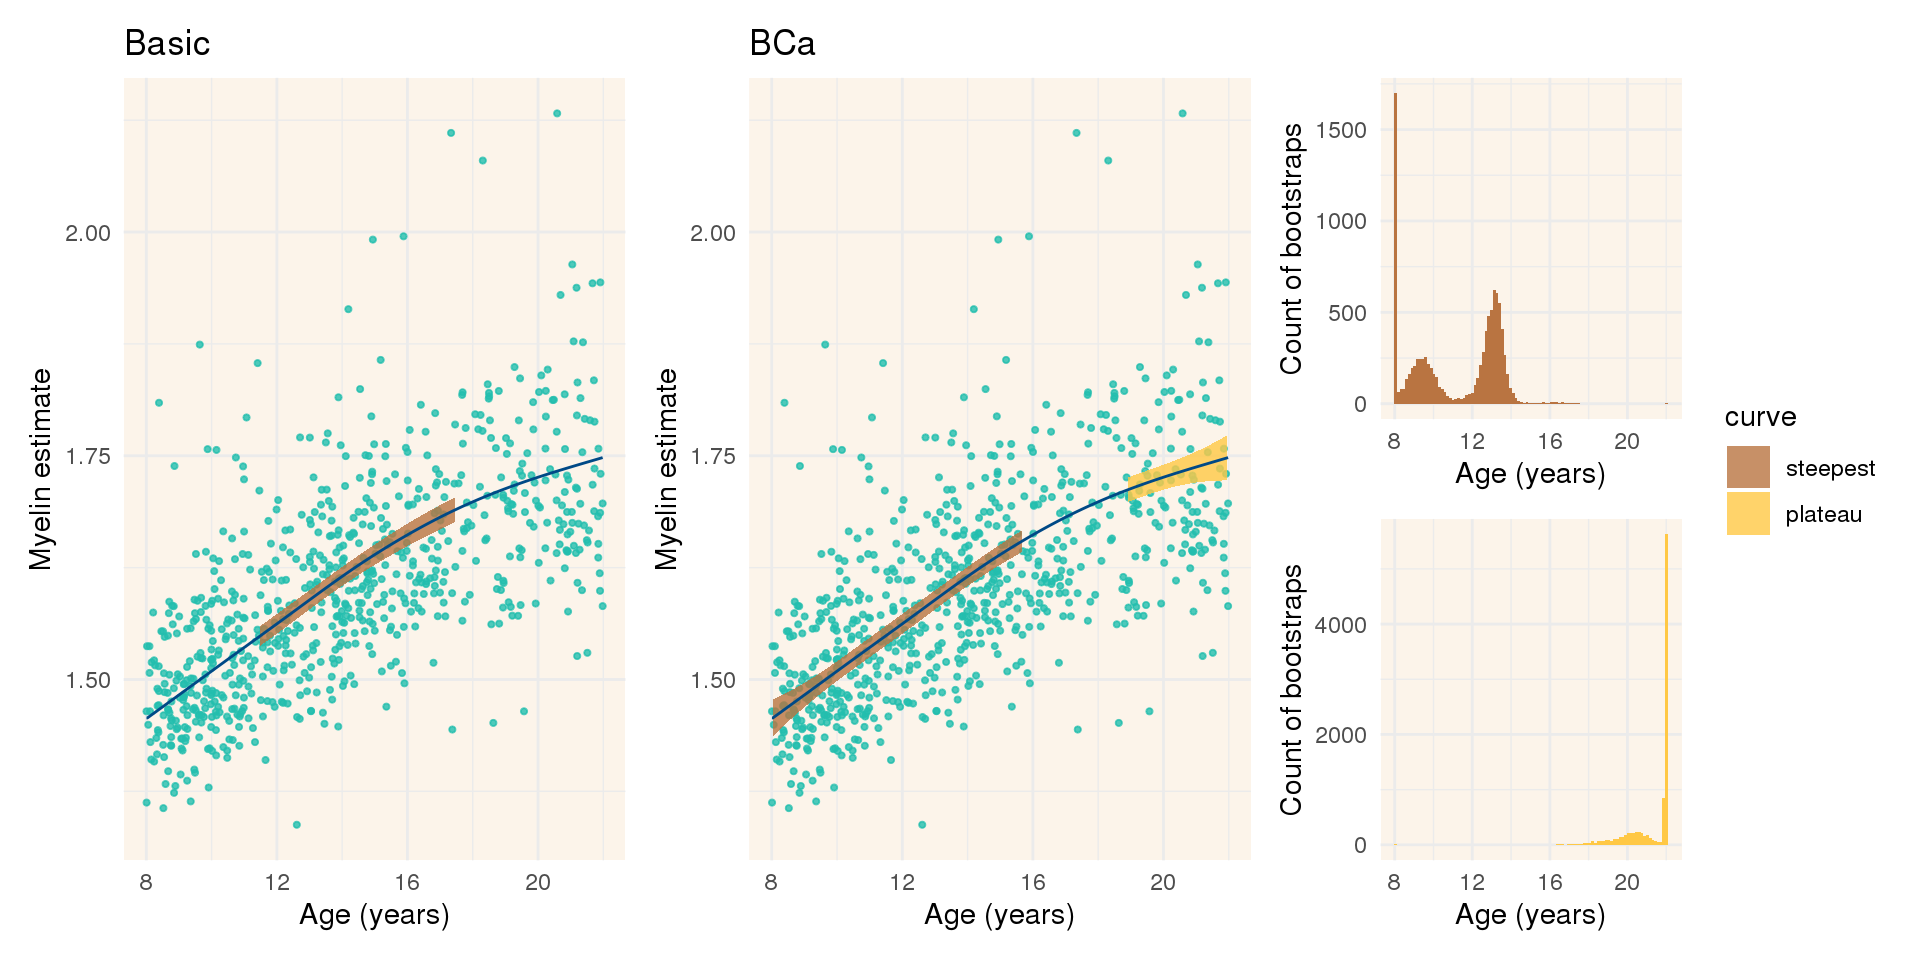 Basic
Myelin estimate
2.00
1.75
1.50
8 12 16 20
Age (years)
BCa
Myelin estimate
2.00
1.75
1.50
8 12 16 20
Age (years)
Count of bootstraps
1500
1000
500
0
8 12 16 20
Age (years)
Count of bootstraps
4000
2000
0
8 12 16 20
Age (years)
curve
steepest
plateau